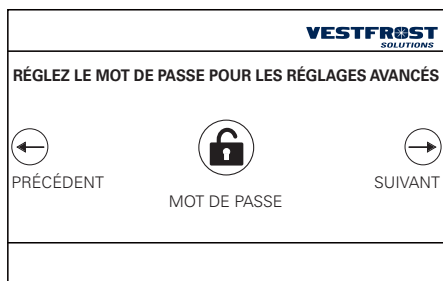 VESTFROST
SOLUTIONS
RÉGLEZ LE MOT DE PASSE POUR LES RÉGLAGES AVANCÉS
PRÉCÉDENT
MOT DE PASSE
SUIVANT